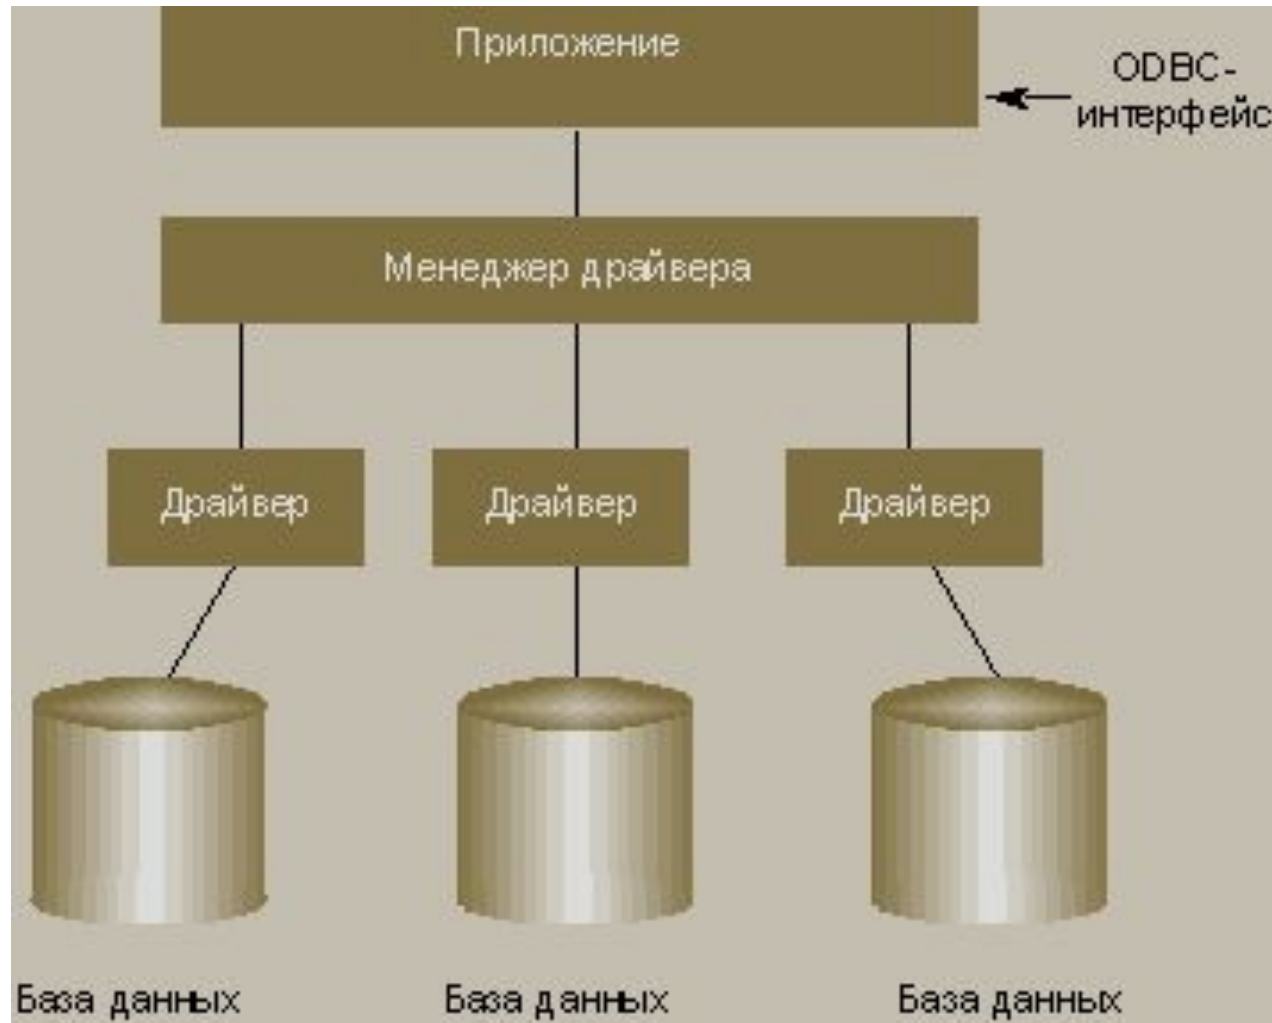 Приложение
ODBC-
интерфейс
Менеджер драйвера
Драйвер
Драйвер
Драйвер
База данных
База данных
База данных